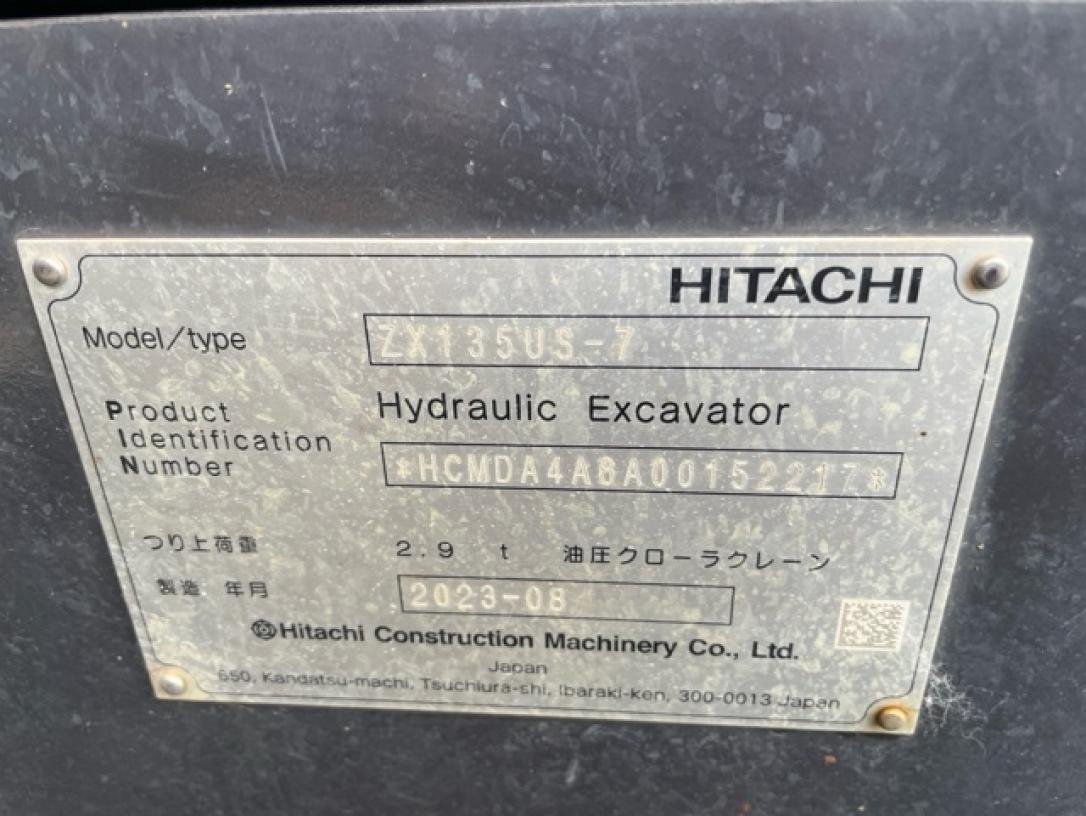 HITACHI
Model/type ZX135US-7
Hydraulic Excavator
Product
Identification
Number
*HCMDA4A8A00152217*
つり上荷重 2.9 t 油圧クローラクレーン
製造 年月 2023-08
Hitachi Construction Machinery Co., Ltd.
Japan
650, Kandatsu-machi, Tsuchiura-shi, Ibaraki-ken, 300-0013 Japan